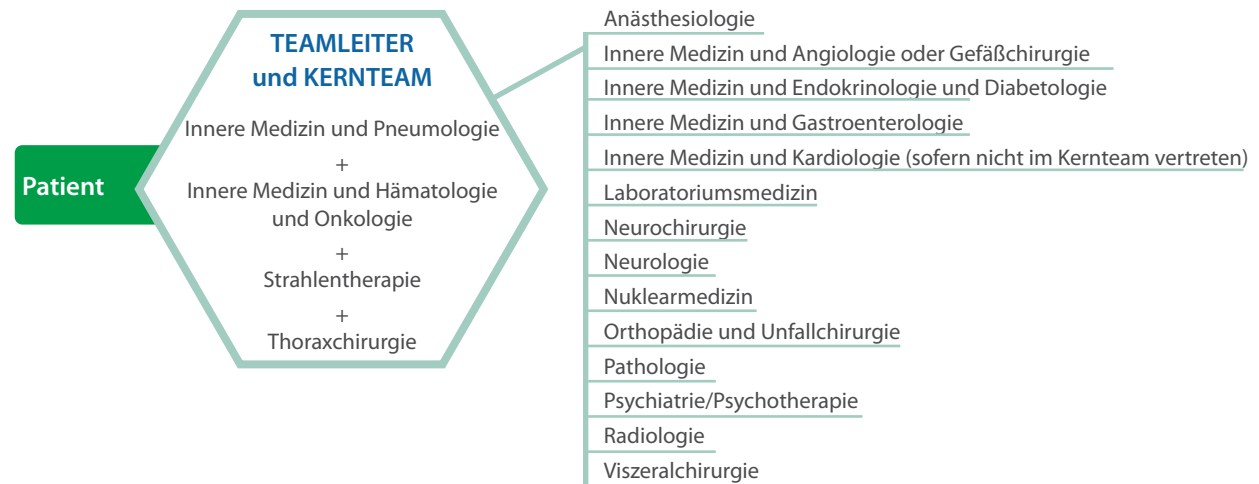 Patient
TEAMLEITER
und KERNTEAM
Innere Medizin und Pneumologie
+
Innere Medizin und Hämatologie
und Onkologie
+
Strahlentherapie
+
Thoraxchirurgie
Anästhesiologie
Innere Medizin und Angiologie oder Gefäßchirurgie
Innere Medizin und Endokrinologie und Diabetologie
Innere Medizin und Gastroenterologie
Innere Medizin und Kardiologie (sofern nicht im Kernteam vertreten)
Laboratoriumsmedizin
Neurochirurgie
Neurologie
Nuklearmedizin
Orthopädie und Unfallchirurgie
Pathologie
Psychiatrie/Psychotherapie
Radiologie
Viszeralchirurgie